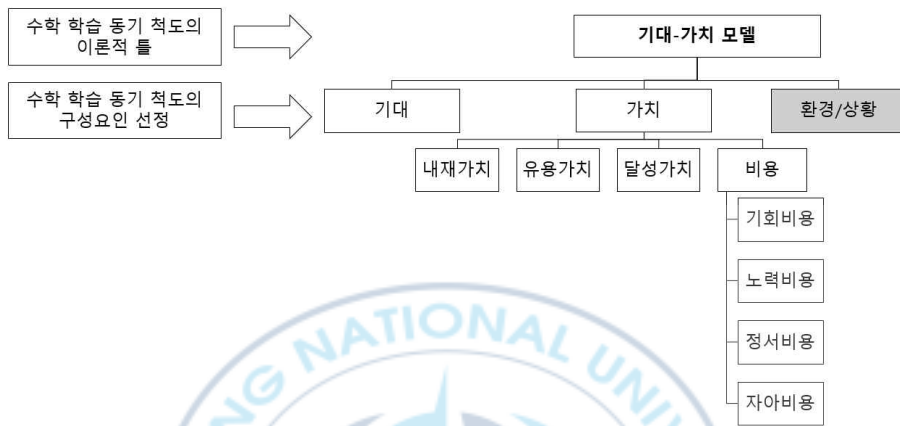 수학 학습 동기 척도의
이론적 틀
기대-가치 모델
수학 학습 동기 척도의
구성요인 선정
기대
가치
환경/상황
내재가치
유용가치
달성가치
비용
기회비용
노력비용
정서비용
자아비용
NG NATIONAL UNI